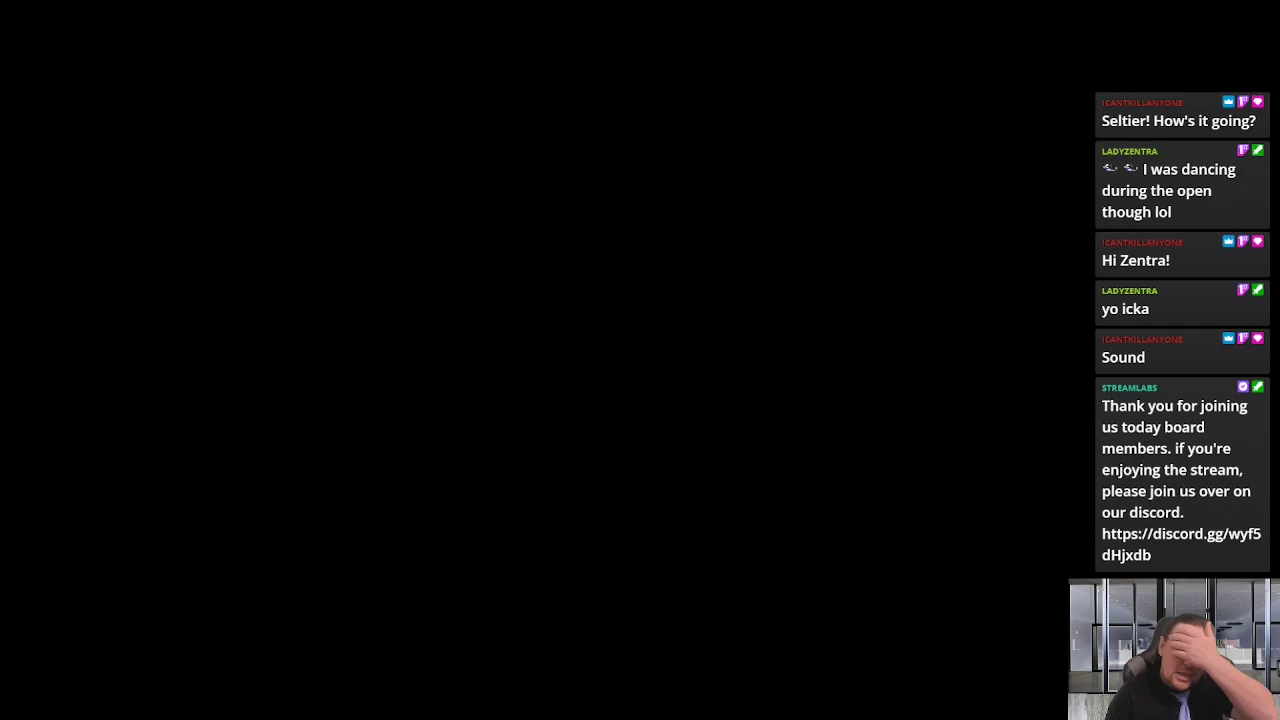 ICANTKILLANYONE
Seltier! How's it going?
LADYZENTRA
I was dancing
during the open
though lol
ICANTKILLANYONE
Hi Zentra!
LADYZENTRA
yo icka
ICANTKILLANYONE
Sound
STREAMLABS
Thank you for joining
us today board
members. if you're
enjoying the stream,
please join us over on
our discord.
https://discord.gg/wyf5
dHjxdb